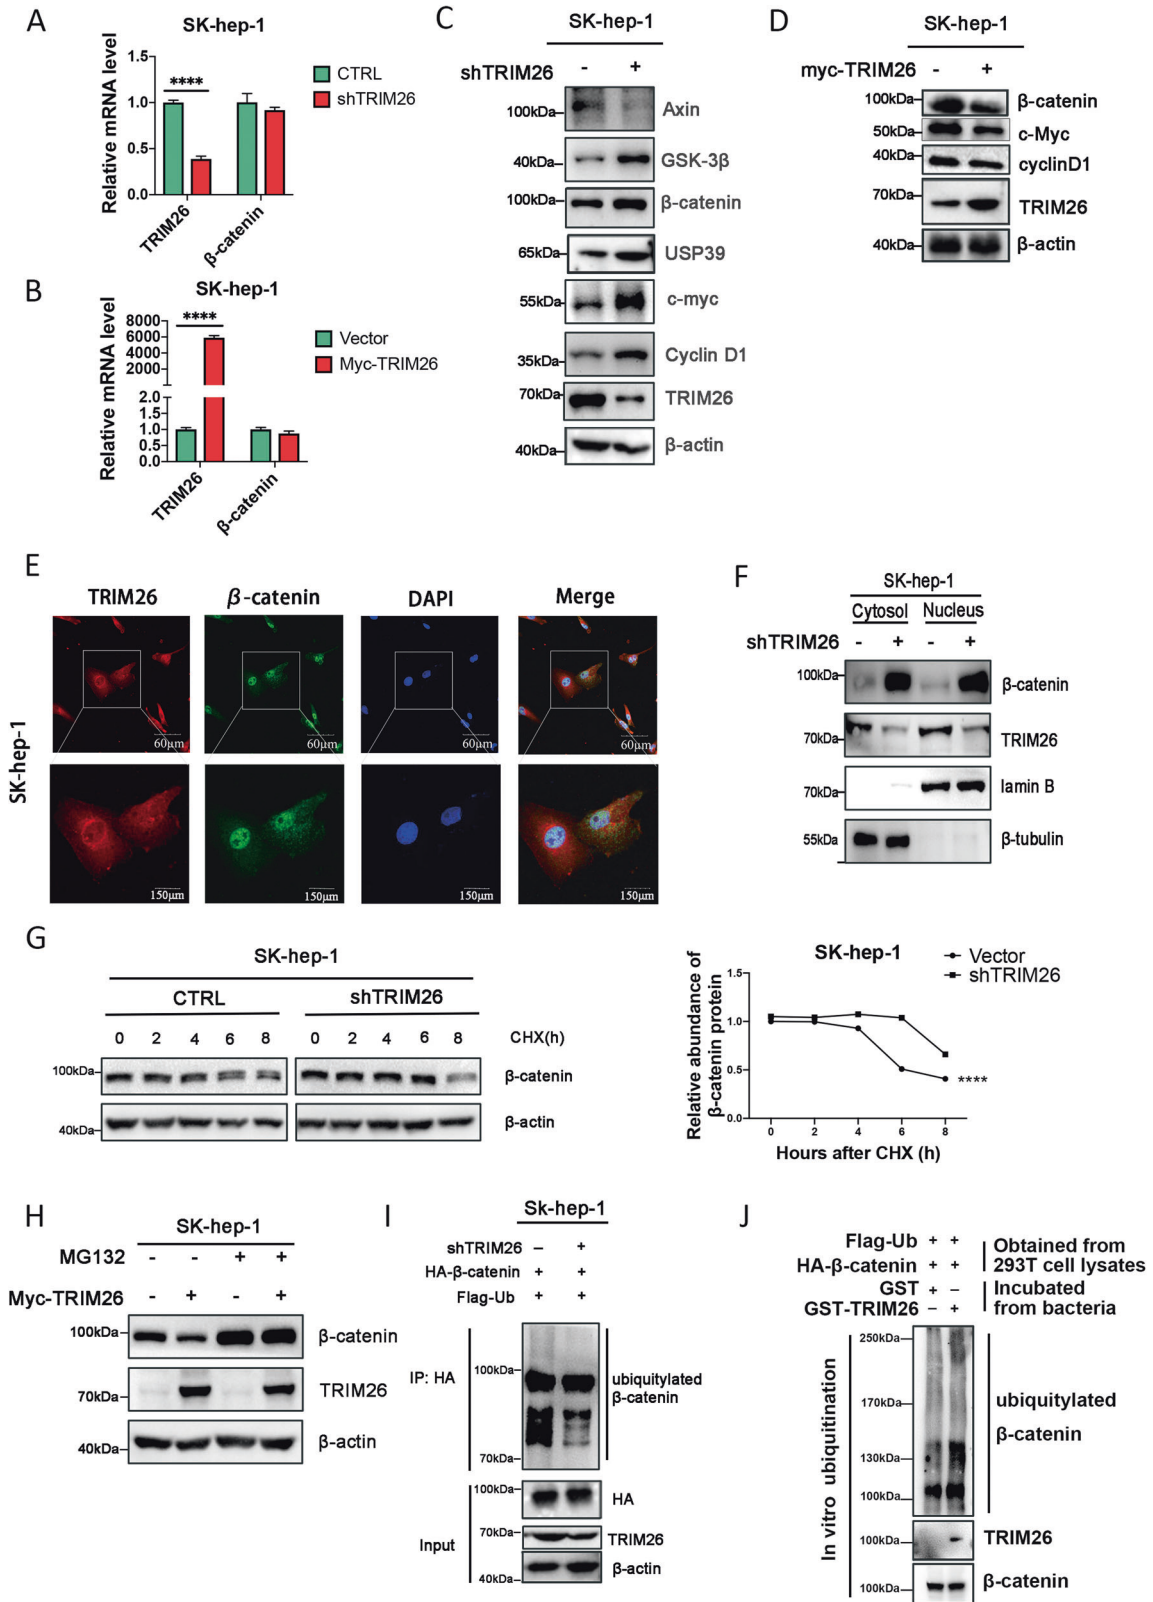 A
SK-hep-1
Relative mRNA level
1.5
1.0
0.5
0.0
****
CTRL
shTRIM26
TRIM26
β-catenin
B
SK-hep-1
Relative mRNA level
8000
6000
4000
2000
2.0
1.5
1.0
0.5
0.0
****
Vector
Myc-TRIM26
TRIM26
β-catenin
C
SK-hep-1
shTRIM26 - +
100kDa Axin
40kDa GSK-3β
100kDa β-catenin
65kDa USP39
55kDa c-myc
35kDa Cyclin D1
70kDa TRIM26
40kDa β-actin
D
SK-hep-1
myc-TRIM26 - +
100kDa β-catenin
50kDa c-Myc
40kDa cyclinD1
70kDa TRIM26
40kDa β-actin
E
TRIM26 β-catenin DAPI Merge
SK-hep-1
60μm 60μm 60μm 60μm
150μm 150μm 150μm 150μm
F
SK-hep-1
Cytosol Nucleus
shTRIM26 - + - +
100kDa β-catenin
70kDa TRIM26
70kDa lamin B
55kDa β-tubulin
G
SK-hep-1
CTRL shTRIM26
0 2 4 6 8 0 2 4 6 8 CHX(h)
100kDa β-catenin
40kDa β-actin
SK-hep-1
Vector
shTRIM26
Relative abundance of
β-catenin protein
1.5
1.0
0.5
0.0
****
0 2 4 6 8
Hours after CHX (h)
H
SK-hep-1
MG132 - - + +
Myc-TRIM26 - + - +
100kDa β-catenin
70kDa TRIM26
40kDa β-actin
I
Sk-hep-1
shTRIM26 – +
HA-β-catenin + +
Flag-Ub + +
IP: HA
100kDa
70kDa
ubiquitylated
β-catenin
Input
100kDa HA
70kDa TRIM26
β-actin
40kDa
J
Flag-Ub + +
HA-β-catenin + +
Obtained from
293T cell lysates
GST + –
GST-TRIM26 – +
Incubated
from bacteria
In vitro ubiquitination
250kDa
170kDa
130kDa
100kDa
ubiquitylated
β-catenin
100kDa TRIM26
100kDa β-catenin